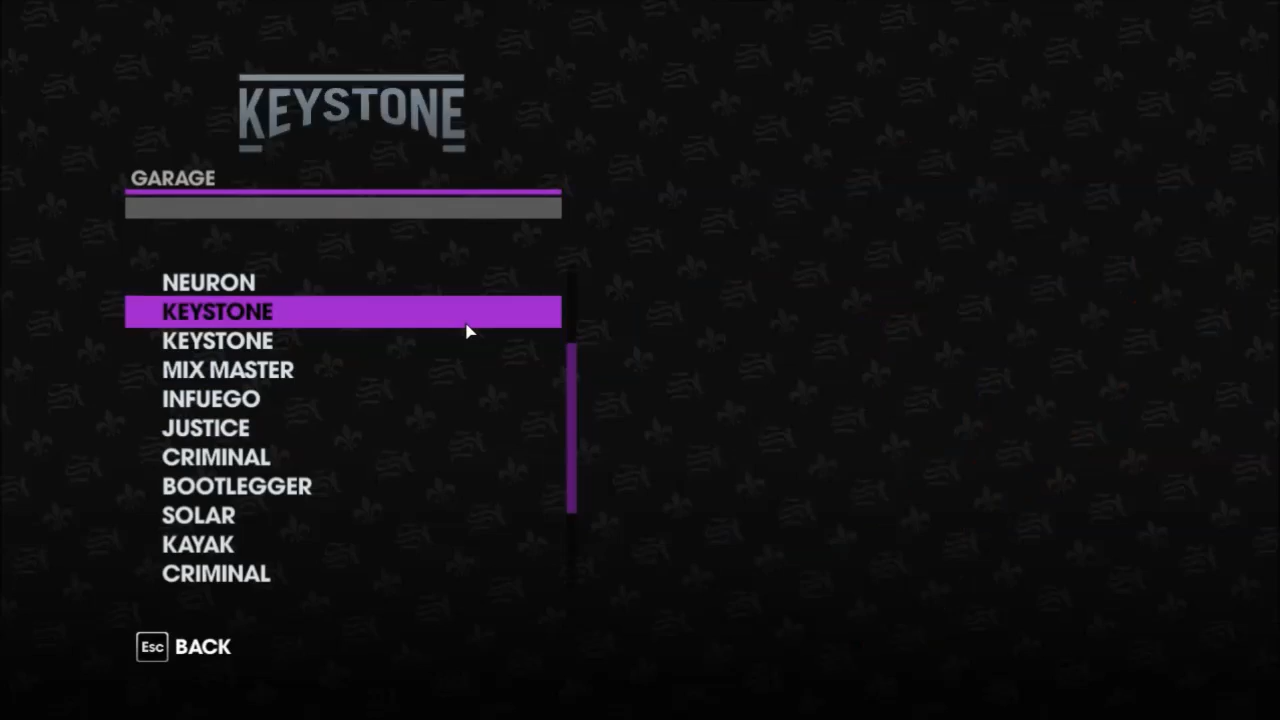 KEYSTONE
GARAGE
NEURON
KEYSTONE
KEYSTONE
MIX MASTER
INFUEGO
JUSTICE
CRIMINAL
BOOTLEGGER
SOLAR
KAYAK
CRIMINAL
Esc BACK